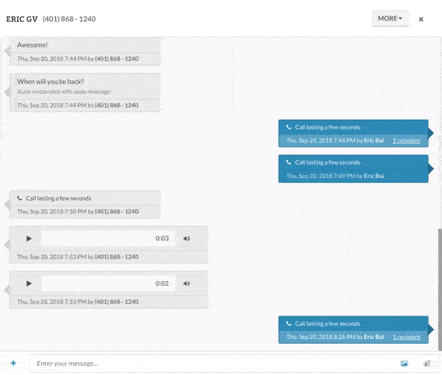 ERIC GV (401) 868 - 1240
MORE
Awesome!
Thu, Sep 20, 2018 7:44 PM by (401) 868 - 1240
When will you be back?
Auto-responded with away message
Thu, Sep 20, 2018 7:44 PM by (401) 868 - 1240
Call lasting a few seconds
Thu, Sep 20, 2018 7:46 PM by Eric Bai 1 recipient
Call lasting a few seconds
Thu, Sep 20, 2018 7:49 PM by Eric Bai
Call lasting a few seconds
Thu, Sep 20, 2018 7:50 PM by (401) 868 - 1240
0:03
Thu, Sep 20, 2018 7:52 PM by (401) 868 - 1240
0:02
Thu, Sep 20, 2018 7:53 PM by (401) 868 - 1240
Call lasting a few seconds
Thu, Sep 20, 2018 8:26 PM by Eric Bai 1 recipient
Enter your message...